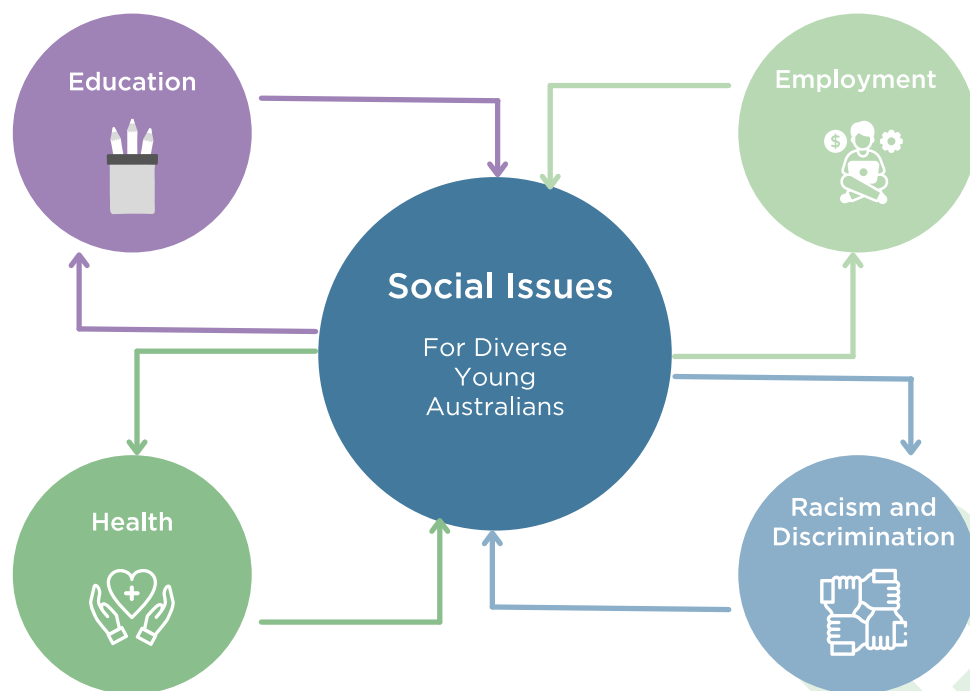 Education
Employment
$
Social Issues
For Diverse
Young
Australians
Health
Racism and
Discrimination